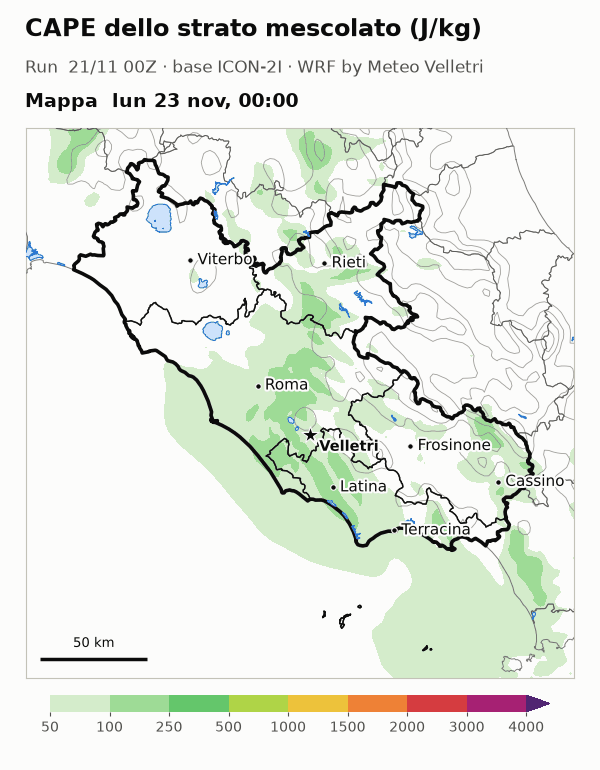 CAPE dello strato mescolato (J/kg)
Run  21/11 00Z · base ICON-2I · WRF by Meteo Velletri
Mappa  lun 23 nov, 00:00
Viterbo
Rieti
Roma
Velletri
Frosinone
Latina
Cassino
Terracina
50 km
50 100 250 500 1000 1500 2000 3000 4000